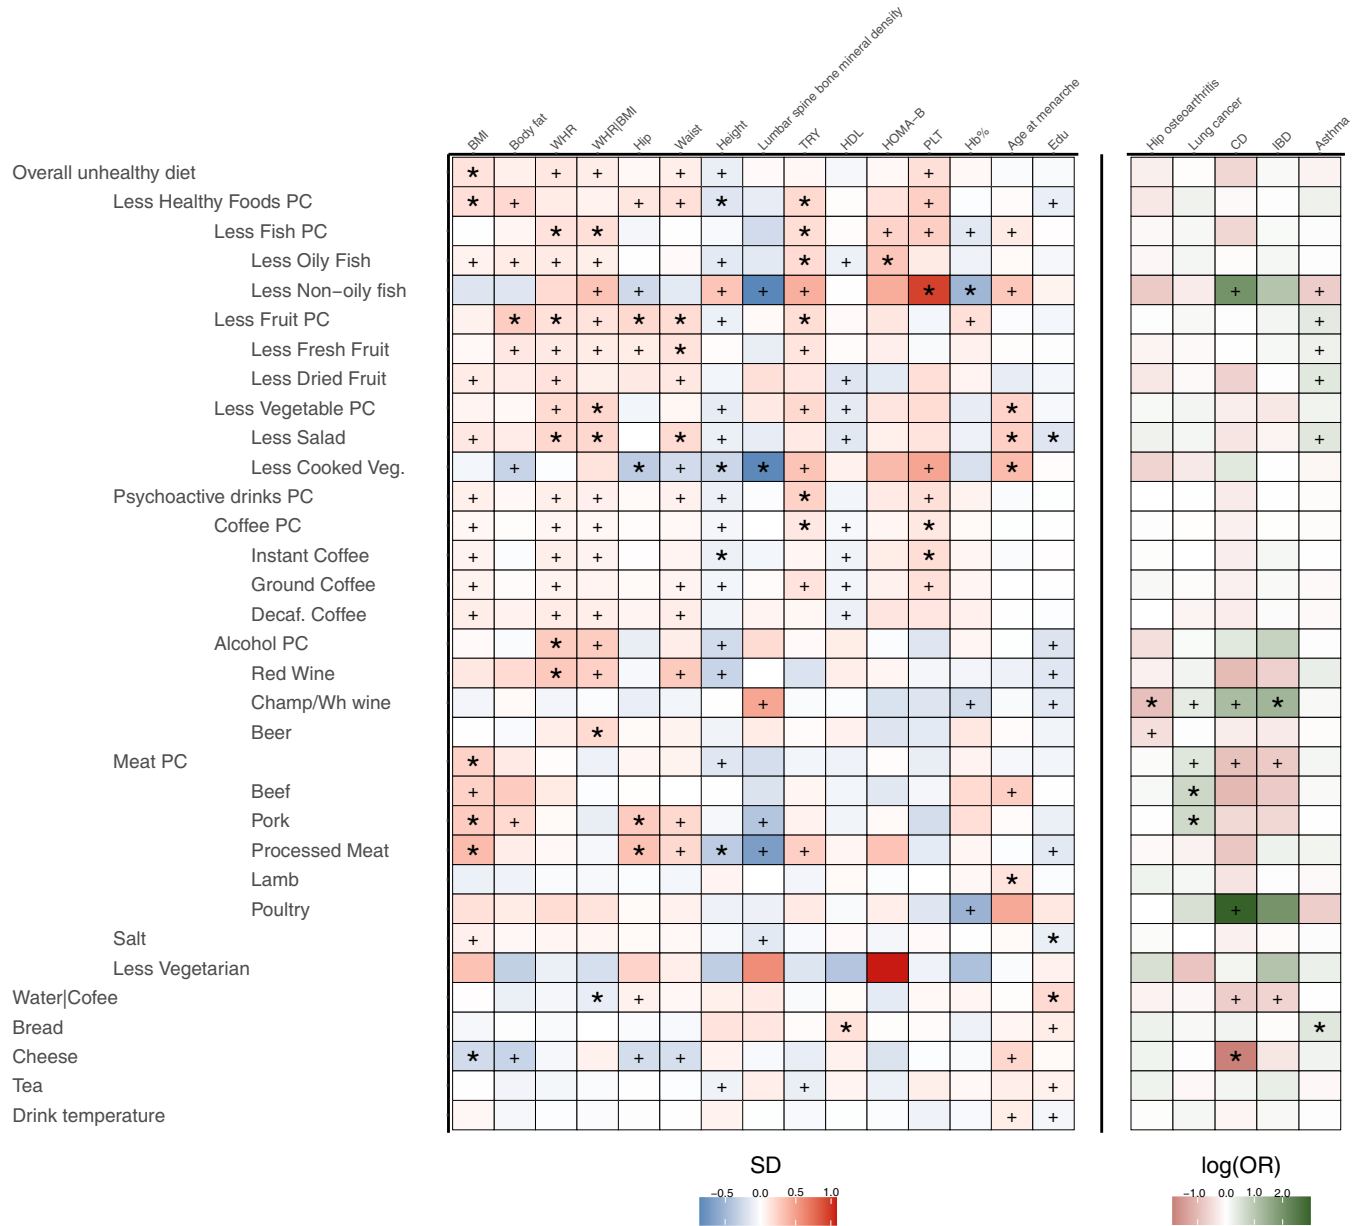 BMI
Body fat
WHR
WHR|BMI
Hip
Waist
Height
Lumbar spine bone mineral density
TRY
HDL
HOMA−B
PLT
Hb%
Age at menarche
Edu
Hip osteoarthritis
Lung cancer
CD
IBD
Asthma
Overall unhealthy diet * + + + + +
Less Healthy Foods PC * + + + * * + +
Less Fish PC * * * + + + +
Less Oily Fish + + + + + * + *
Less Non−oily fish + + + + + * * + + +
Less Fruit PC * * + * * + * + +
Less Fresh Fruit + + + + * + +
Less Dried Fruit + + + + +
Less Vegetable PC + * + + + *
Less Salad + * * * + + * * +
Less Cooked Veg. + * + * * + + *
Psychoactive drinks PC + + + + + * +
Coffee PC + + + + * + *
Instant Coffee + + + * + *
Ground Coffee + + + + + + +
Decaf. Coffee + + + + +
Alcohol PC * + + +
Red Wine * + + + +
Champ/Wh wine + + + * + + *
Beer * +
Meat PC * + + + +
Beef + + *
Pork * + * + + *
Processed Meat * * + * + + +
Lamb *
Poultry + +
Salt + + *
Less Vegetarian
Water|Cofee * + * + +
Bread * + *
Cheese * + + + + *
Tea + + +
Drink temperature + +
SD
−0.5 0.0 0.5 1.0
log(OR)
−1.0 0.0 1.0 2.0